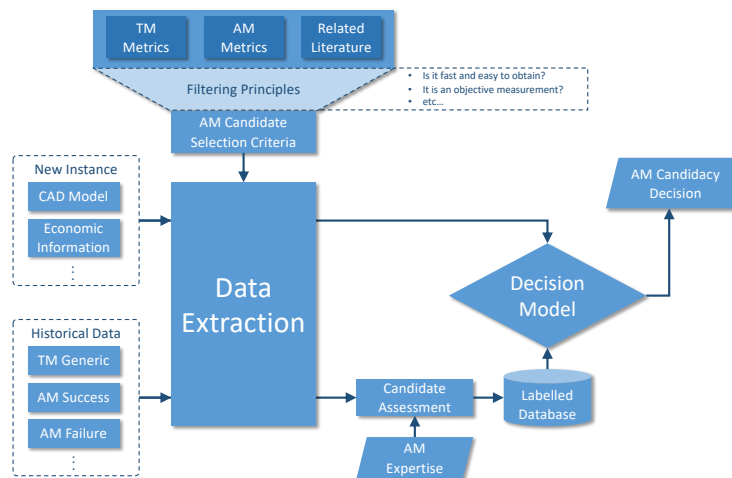 TM
Metrics
AM
Metrics
Related
Literature
Filtering Principles
• Is it fast and easy to obtain?
• It is an objective measurement?
• etc...
AM Candidate
Selection Criteria
New Instance
CAD Model
Economic
Information
⋮
Data
Extraction
AM Candidacy
Decision
Decision
Model
Historical Data
TM Generic
AM Success
AM Failure
⋮
Candidate
Assessment
Labelled
Database
AM
Expertise